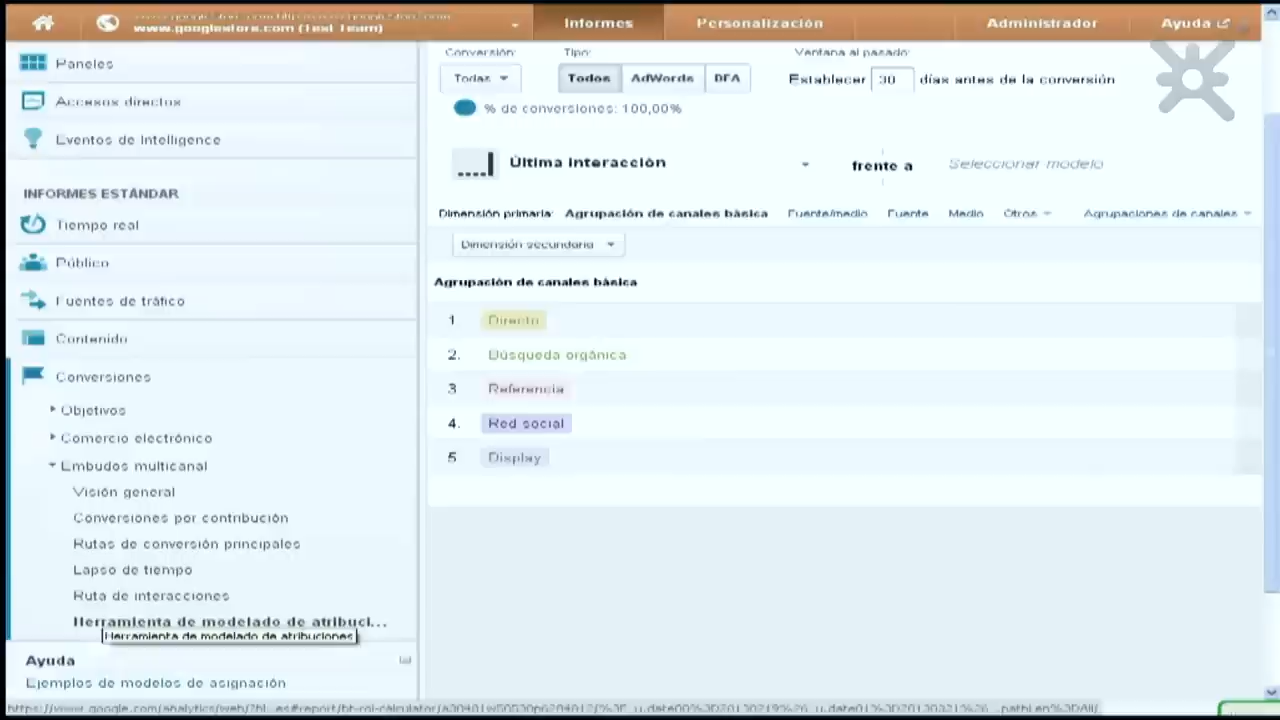 www.googlestore.com (Test Team)
Informes
Personalización
Administrador
Ayuda
Paneles
Accesos directos
Eventos de Intelligence
INFORMES ESTÁNDAR
Tiempo real
Público
Fuentes de tráfico
Contenido
Conversiones
Objetivos
Comercio electrónico
Embudos multicanal
Visión general
Conversiones por contribución
Rutas de conversión principales
Lapso de tiempo
Ruta de interacciones
Herramienta de modelado de atribuci...
Herramienta de modelado de atribuciones
Ayuda
Ejemplos de modelos de asignación
Conversión: Tipo: Ventana al pasado:
Todas Todos AdWords DFA Establecer 30 días antes de la conversión
% de conversiones: 100,00%
Última interacción frente a Seleccionar modelo
Dimensión primaria: Agrupación de canales básica Fuente/medio Fuente Medio Otros Agrupaciones de canales
Dimensión secundaria
Agrupación de canales básica
1 Directo
2. Búsqueda orgánica
3 Referencia
4. Red social
5 Display